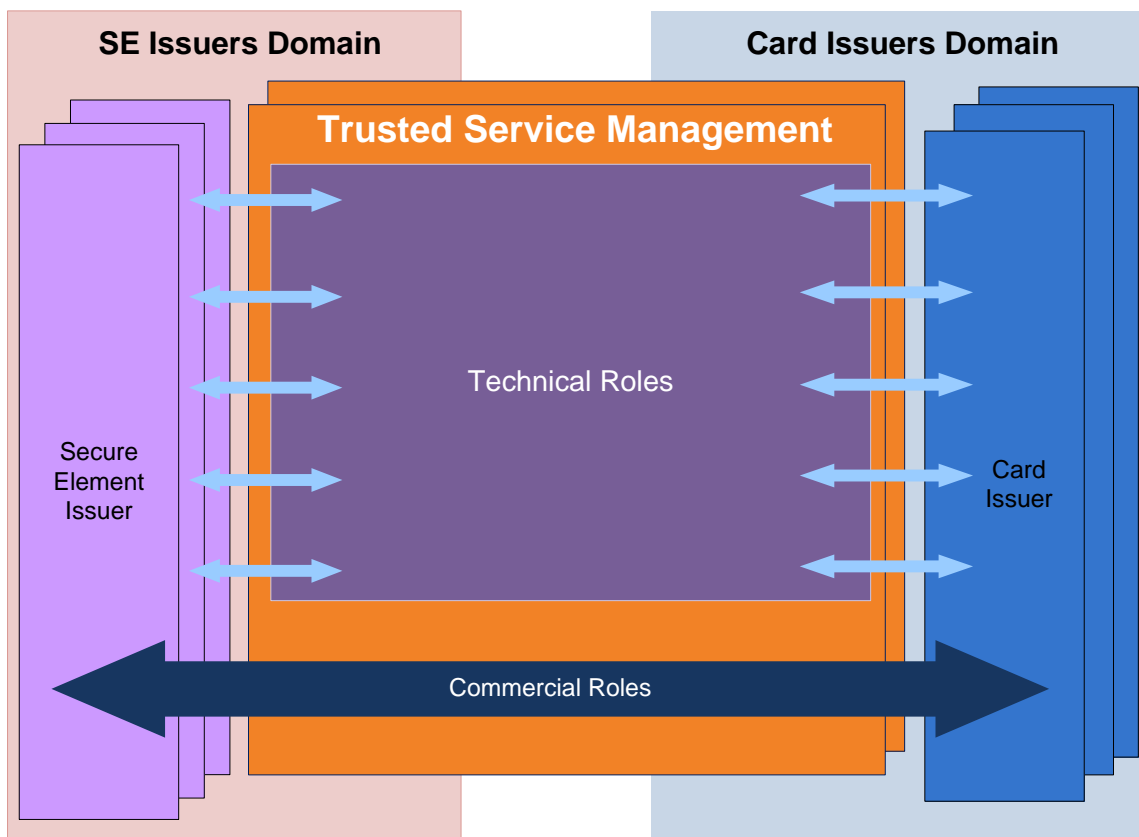 SE Issuers Domain
Card Issuers Domain
Trusted Service Management
Technical Roles
Secure
Element
Issuer
Card
Issuer
Commercial Roles